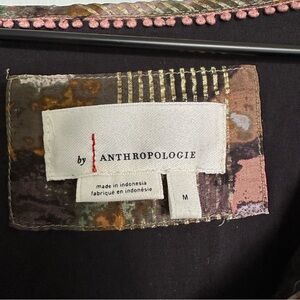 by ANTHROPOLOGIE
made in indonesia
fabriqué en indonésie
M